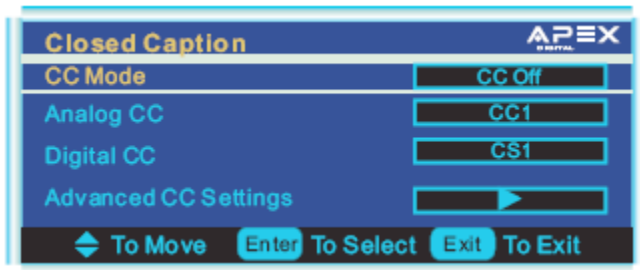 Closed Caption APEX
DIGITAL
CC Mode CC Off
Analog CC CC1
Digital CC CS1
Advanced CC Settings
To Move Enter To Select Exit To Exit